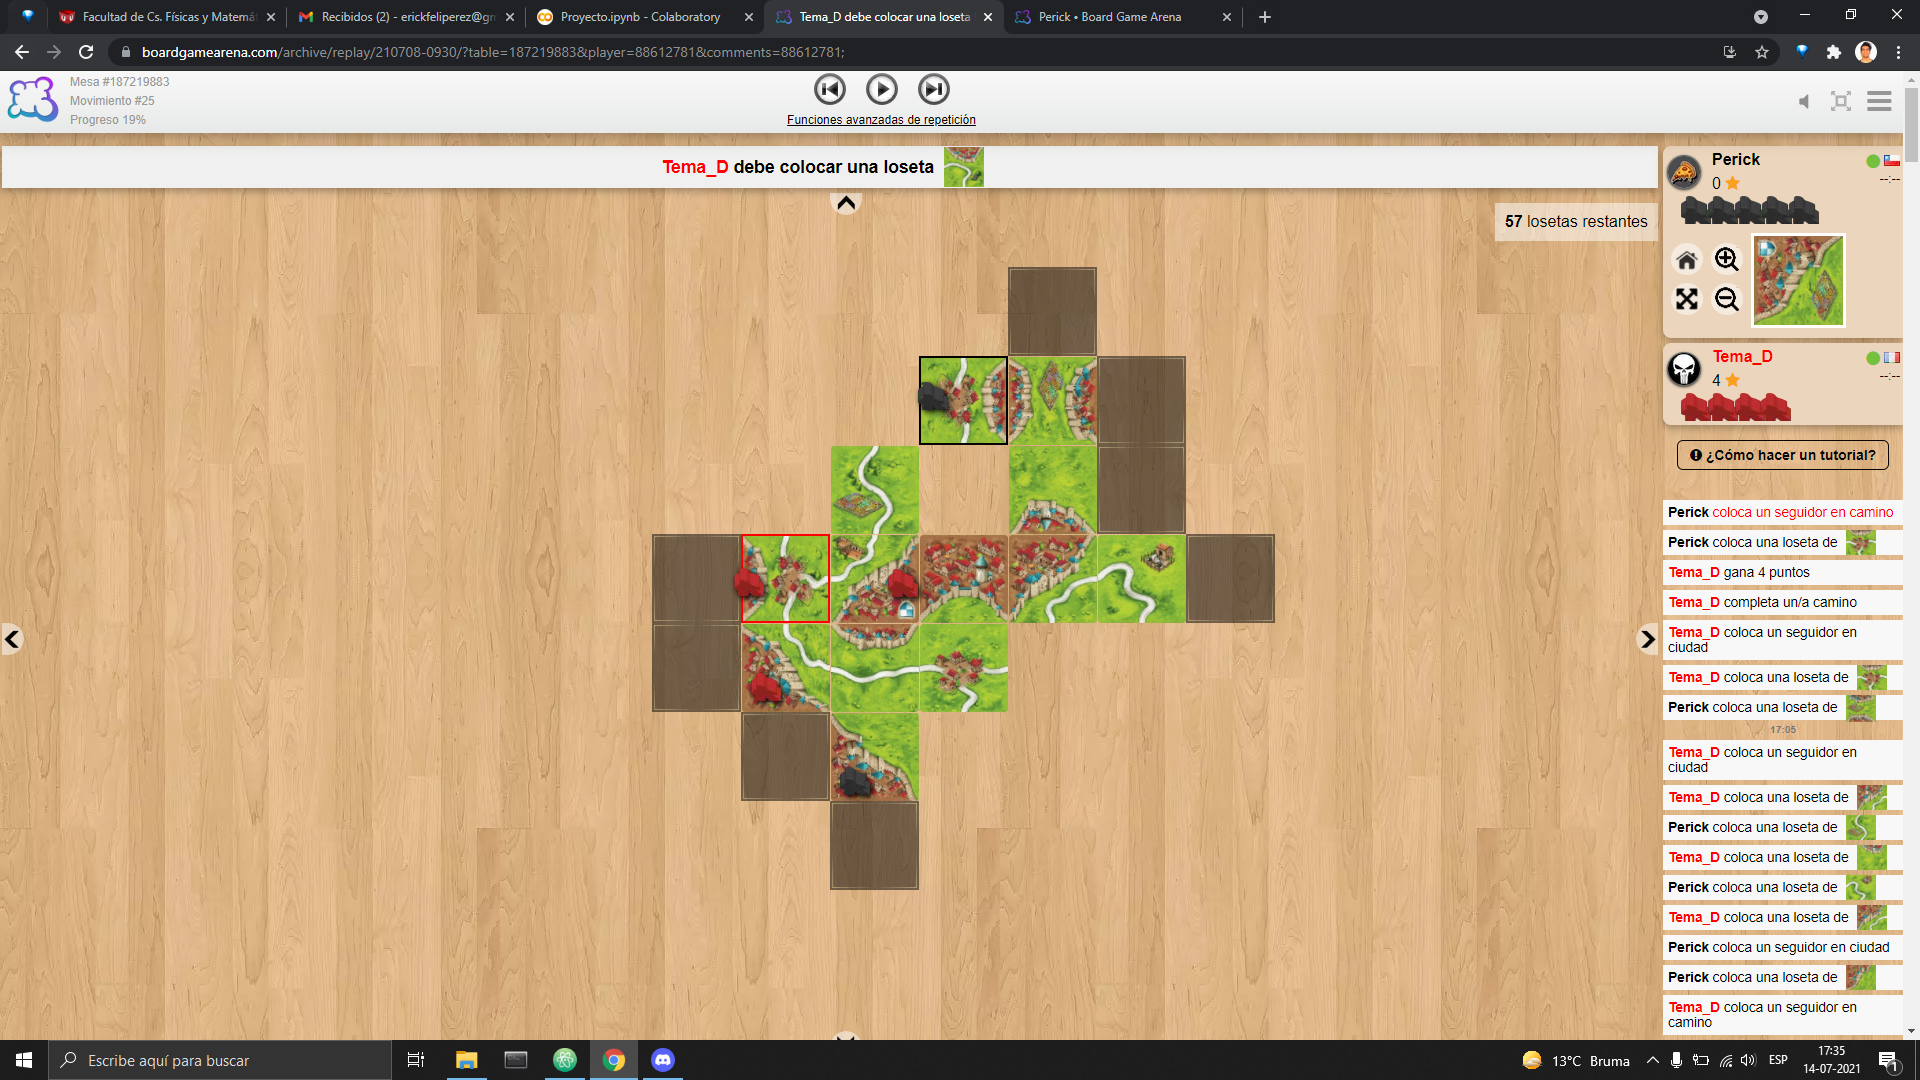 Facultad de Cs. Físicas y Matemá
Recibidos (2) - erickfeliperez@gm
Proyecto.ipynb - Colaboratory
Tema_D debe colocar una loseta
Perick • Board Game Arena
boardgamearena.com/archive/replay/210708-0930/?table=187219883&player=88612781&comments=88612781;
Mesa #187219883
Movimiento #25
Progreso 19%
Funciones avanzadas de repetición
Tema_D debe colocar una loseta
57 losetas restantes
Perick
0
--:--
Tema_D
4
--:--
¿Cómo hacer un tutorial?
Perick coloca un seguidor en camino
Perick coloca una loseta de
Tema_D gana 4 puntos
Tema_D completa un/a camino
Tema_D coloca un seguidor en
ciudad
Tema_D coloca una loseta de
Perick coloca una loseta de
17:05
Tema_D coloca un seguidor en
ciudad
Tema_D coloca una loseta de
Perick coloca una loseta de
Tema_D coloca una loseta de
Perick coloca una loseta de
Tema_D coloca una loseta de
Perick coloca un seguidor en ciudad
Perick coloca una loseta de
Tema_D coloca un seguidor en
camino
Escribe aquí para buscar
13°C Bruma
ESP
17:35
14-07-2021
1